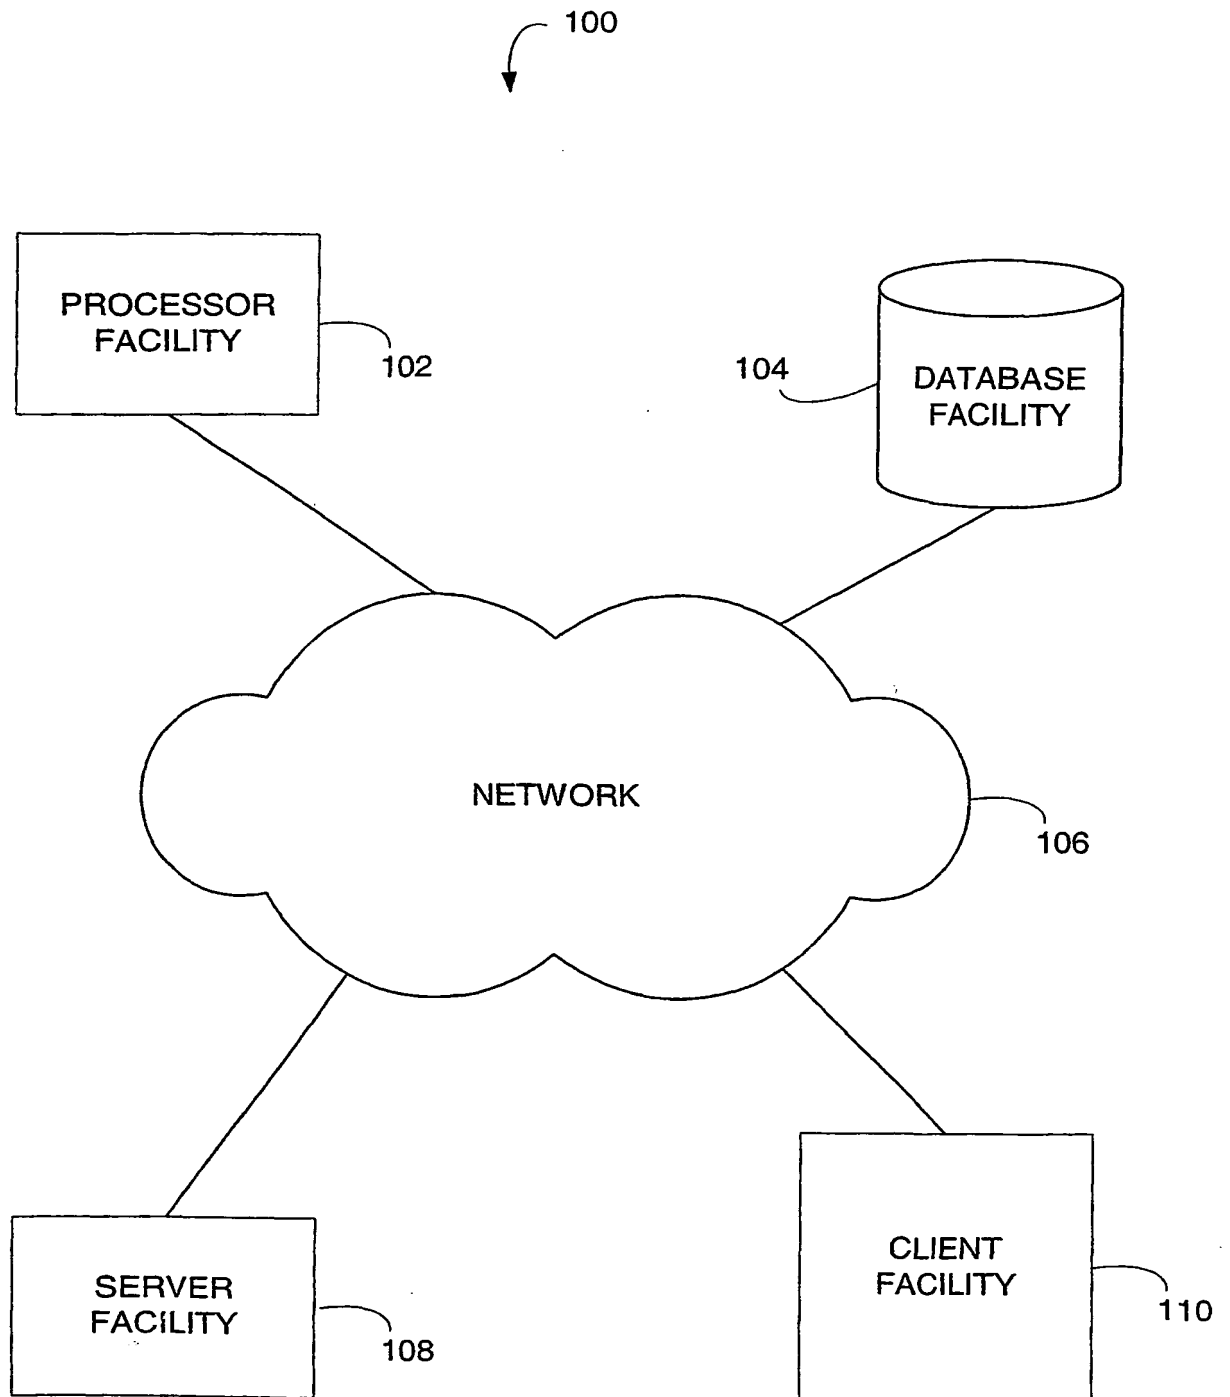 100
PROCESSOR
FACILITY
102
104
DATABASE
FACILITY
NETWORK
106
SERVER
FACILITY
108
CLIENT
FACILITY
110